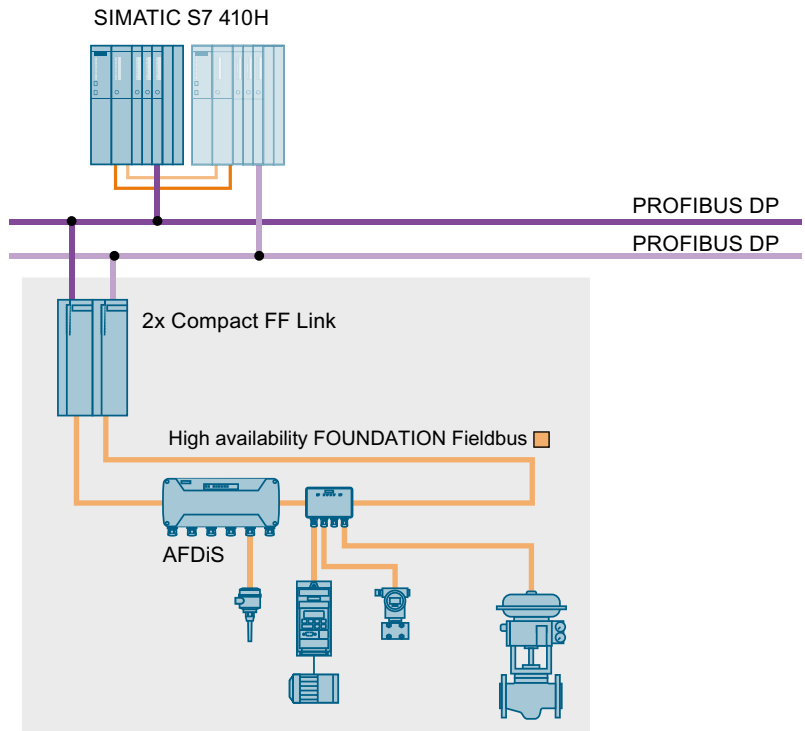 SIMATIC S7 410H
PROFIBUS DP
PROFIBUS DP
2x Compact FF Link
High availability FOUNDATION Fieldbus
AFDiS